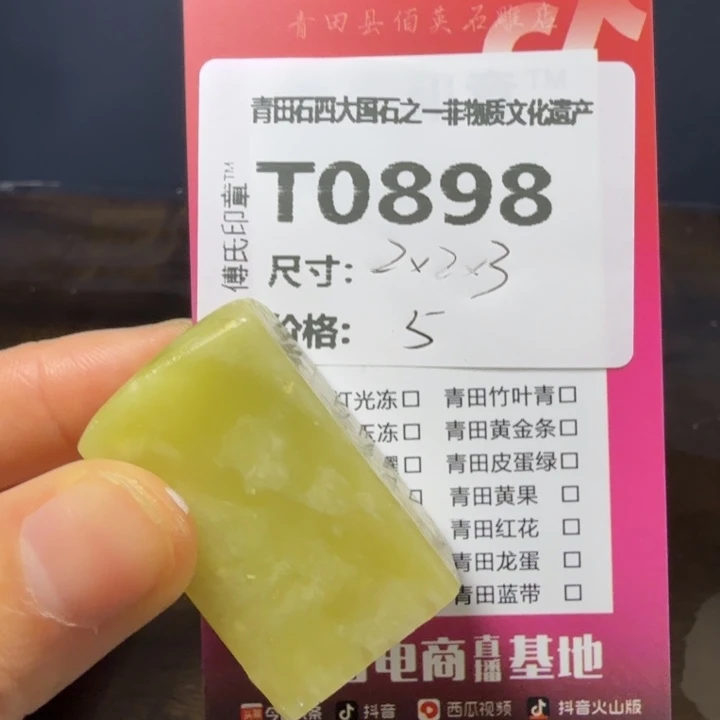 青田县佰英石雕店
青田石四大国石之一非物质文化遗产
傅氏印章™
T0898
尺寸: 2×2×3
价格: 5
灯光冻☐ 青田竹叶青☐
冻☐ 青田黄金条☐
☐ 青田皮蛋绿☐
☐ 青田黄果 ☐
青田红花 ☐
青田龙蛋 ☐
青田蓝带 ☐
电商直播基地
头条 抖音 西瓜视频 抖音火山版